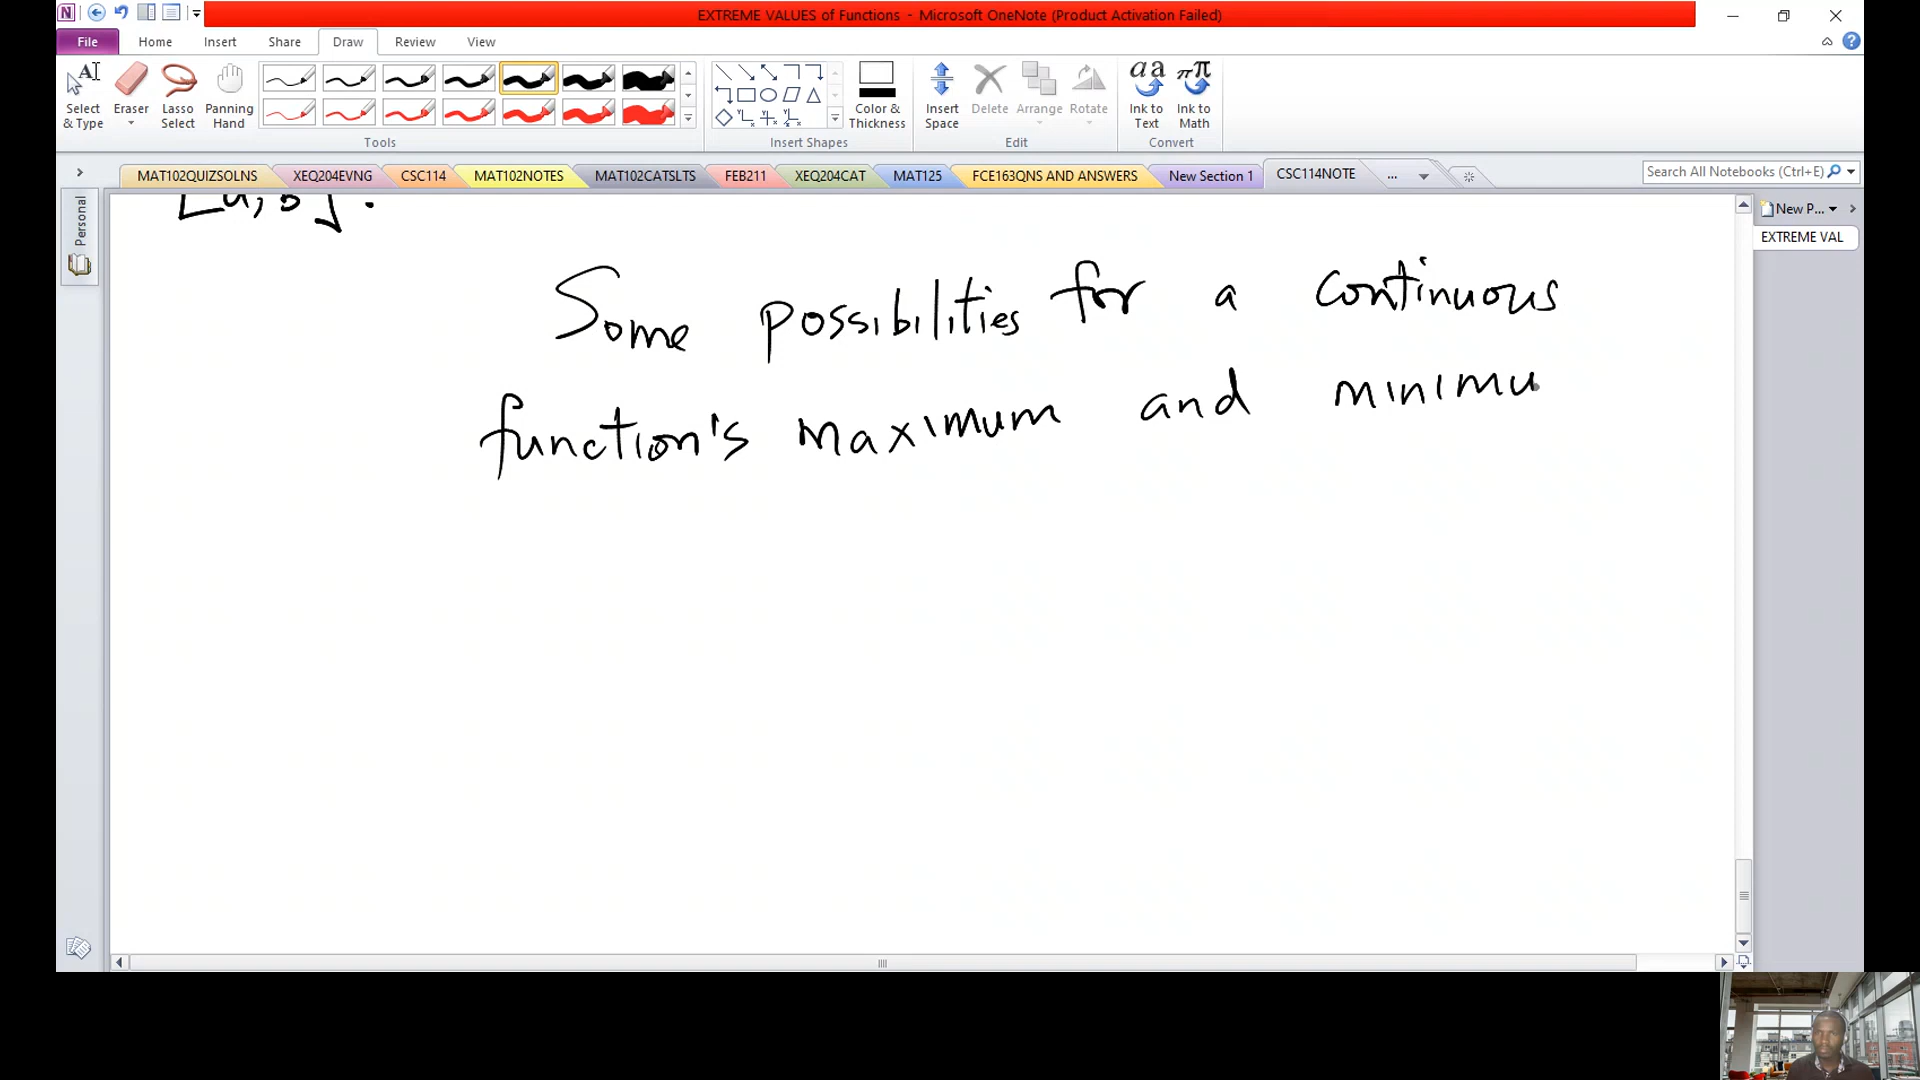 EXTREME VALUES of Functions - Microsoft OneNote (Product Activation Failed)
File Home Insert Share Draw Review View
Select & Type
Eraser
Lasso Select
Panning Hand
Color & Thickness
Insert Space
Delete
Arrange
Rotate
Ink to Text
Ink to Math
Tools
Insert Shapes
Edit
Convert
MAT102QUIZSOLNS XEQ204EVNG CSC114 MAT102NOTES MAT102CATSLTS FEB211 XEQ204CAT MAT125 FCE163QNS AND ANSWERS New Section 1 CSC114NOTE ...
Search All Notebooks (Ctrl+E)
Personal
New P...
EXTREME VAL
[a, b].
Some possibilities for a continuous
function's maximum and minimu